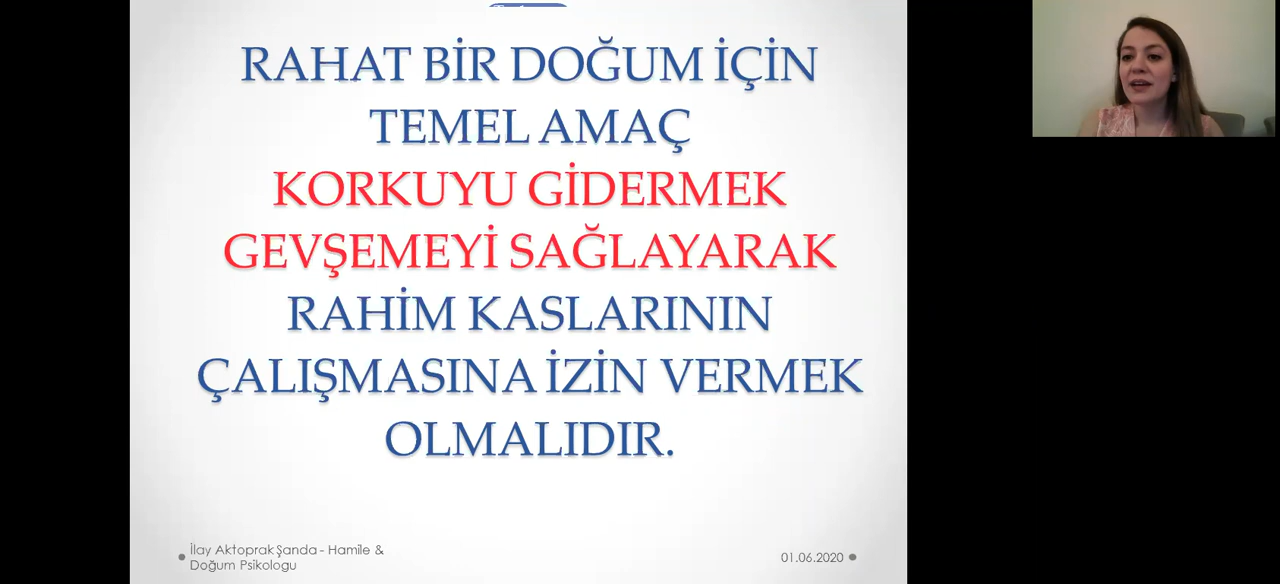 RAHAT BİR DOĞUM İÇİN
TEMEL AMAÇ
KORKUYU GİDERMEK
GEVŞEMEYİ SAĞLAYARAK
RAHİM KASLARININ
ÇALIŞMASINA İZİN VERMEK
OLMALIDIR.
İlay Aktoprak Şanda - Hamile &
Doğum Psikologu
01.06.2020